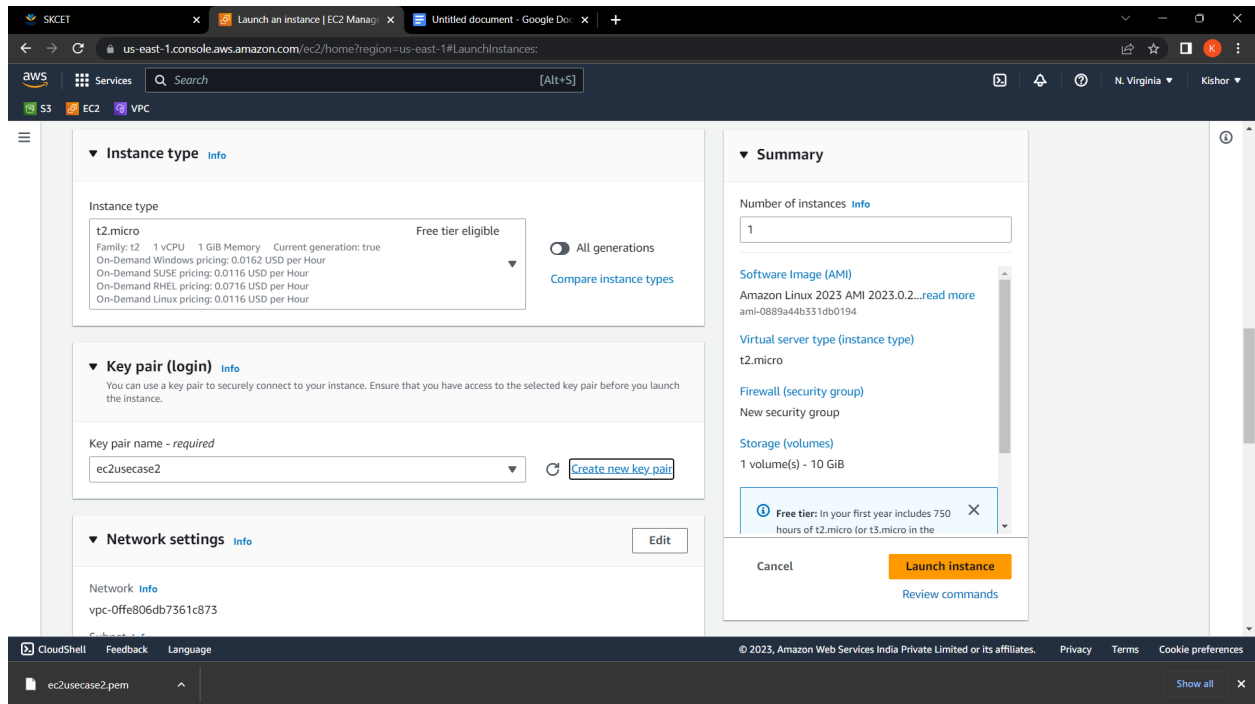 SKCET
Launch an instance | EC2 Manag
Untitled document - Google Doc
us-east-1.console.aws.amazon.com/ec2/home?region=us-east-1#LaunchInstances:
K
aws
Services
Search
[Alt+S]
N. Virginia
Kishor
S3
EC2
VPC
Instance type Info
Instance type
t2.micro
Free tier eligible
Family: t2 1 vCPU 1 GiB Memory Current generation: true
On-Demand Windows pricing: 0.0162 USD per Hour
On-Demand SUSE pricing: 0.0116 USD per Hour
On-Demand RHEL pricing: 0.0716 USD per Hour
On-Demand Linux pricing: 0.0116 USD per Hour
All generations
Compare instance types
Key pair (login) Info
You can use a key pair to securely connect to your instance. Ensure that you have access to the selected key pair before you launch
the instance.
Key pair name - required
ec2usecase2
Create new key pair
Network settings Info
Edit
Network Info
vpc-0ffe806db7361c873
Summary
Number of instances Info
1
Software Image (AMI)
Amazon Linux 2023 AMI 2023.0.2...read more
ami-0889a44b331db0194
Virtual server type (instance type)
t2.micro
Firewall (security group)
New security group
Storage (volumes)
1 volume(s) - 10 GiB
Free tier: In your first year includes 750
hours of t2.micro (or t3.micro in the
Cancel
Launch instance
Review commands
CloudShell
Feedback
Language
© 2023, Amazon Web Services India Private Limited or its affiliates.
Privacy
Terms
Cookie preferences
ec2usecase2.pem
Show all